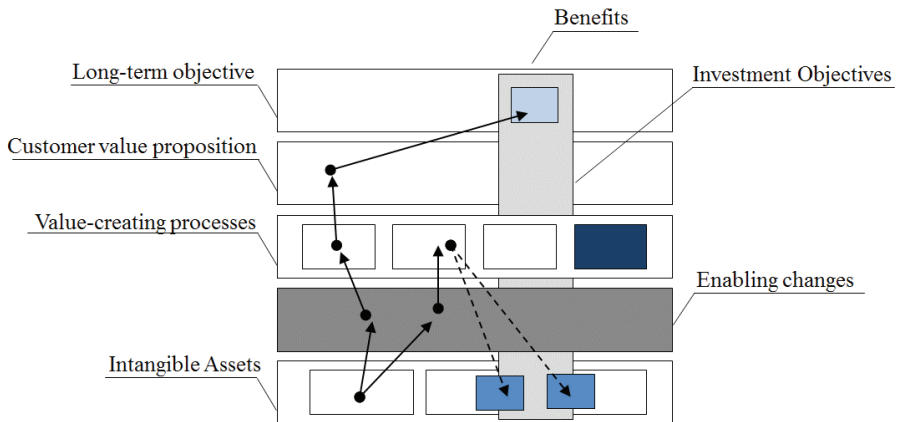 Benefits
Long-term objective
Investment Objectives
Customer value proposition
Value-creating processes
Enabling changes
Intangible Assets